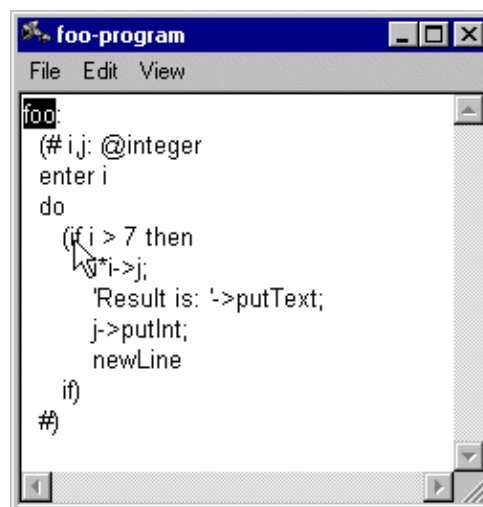 foo-program
File Edit View
foo:
(# i,j: @integer
enter i
do
(if i > 7 then
*i->j;
'Result is: '->putText;
j->putInt;
newLine
if)
#)